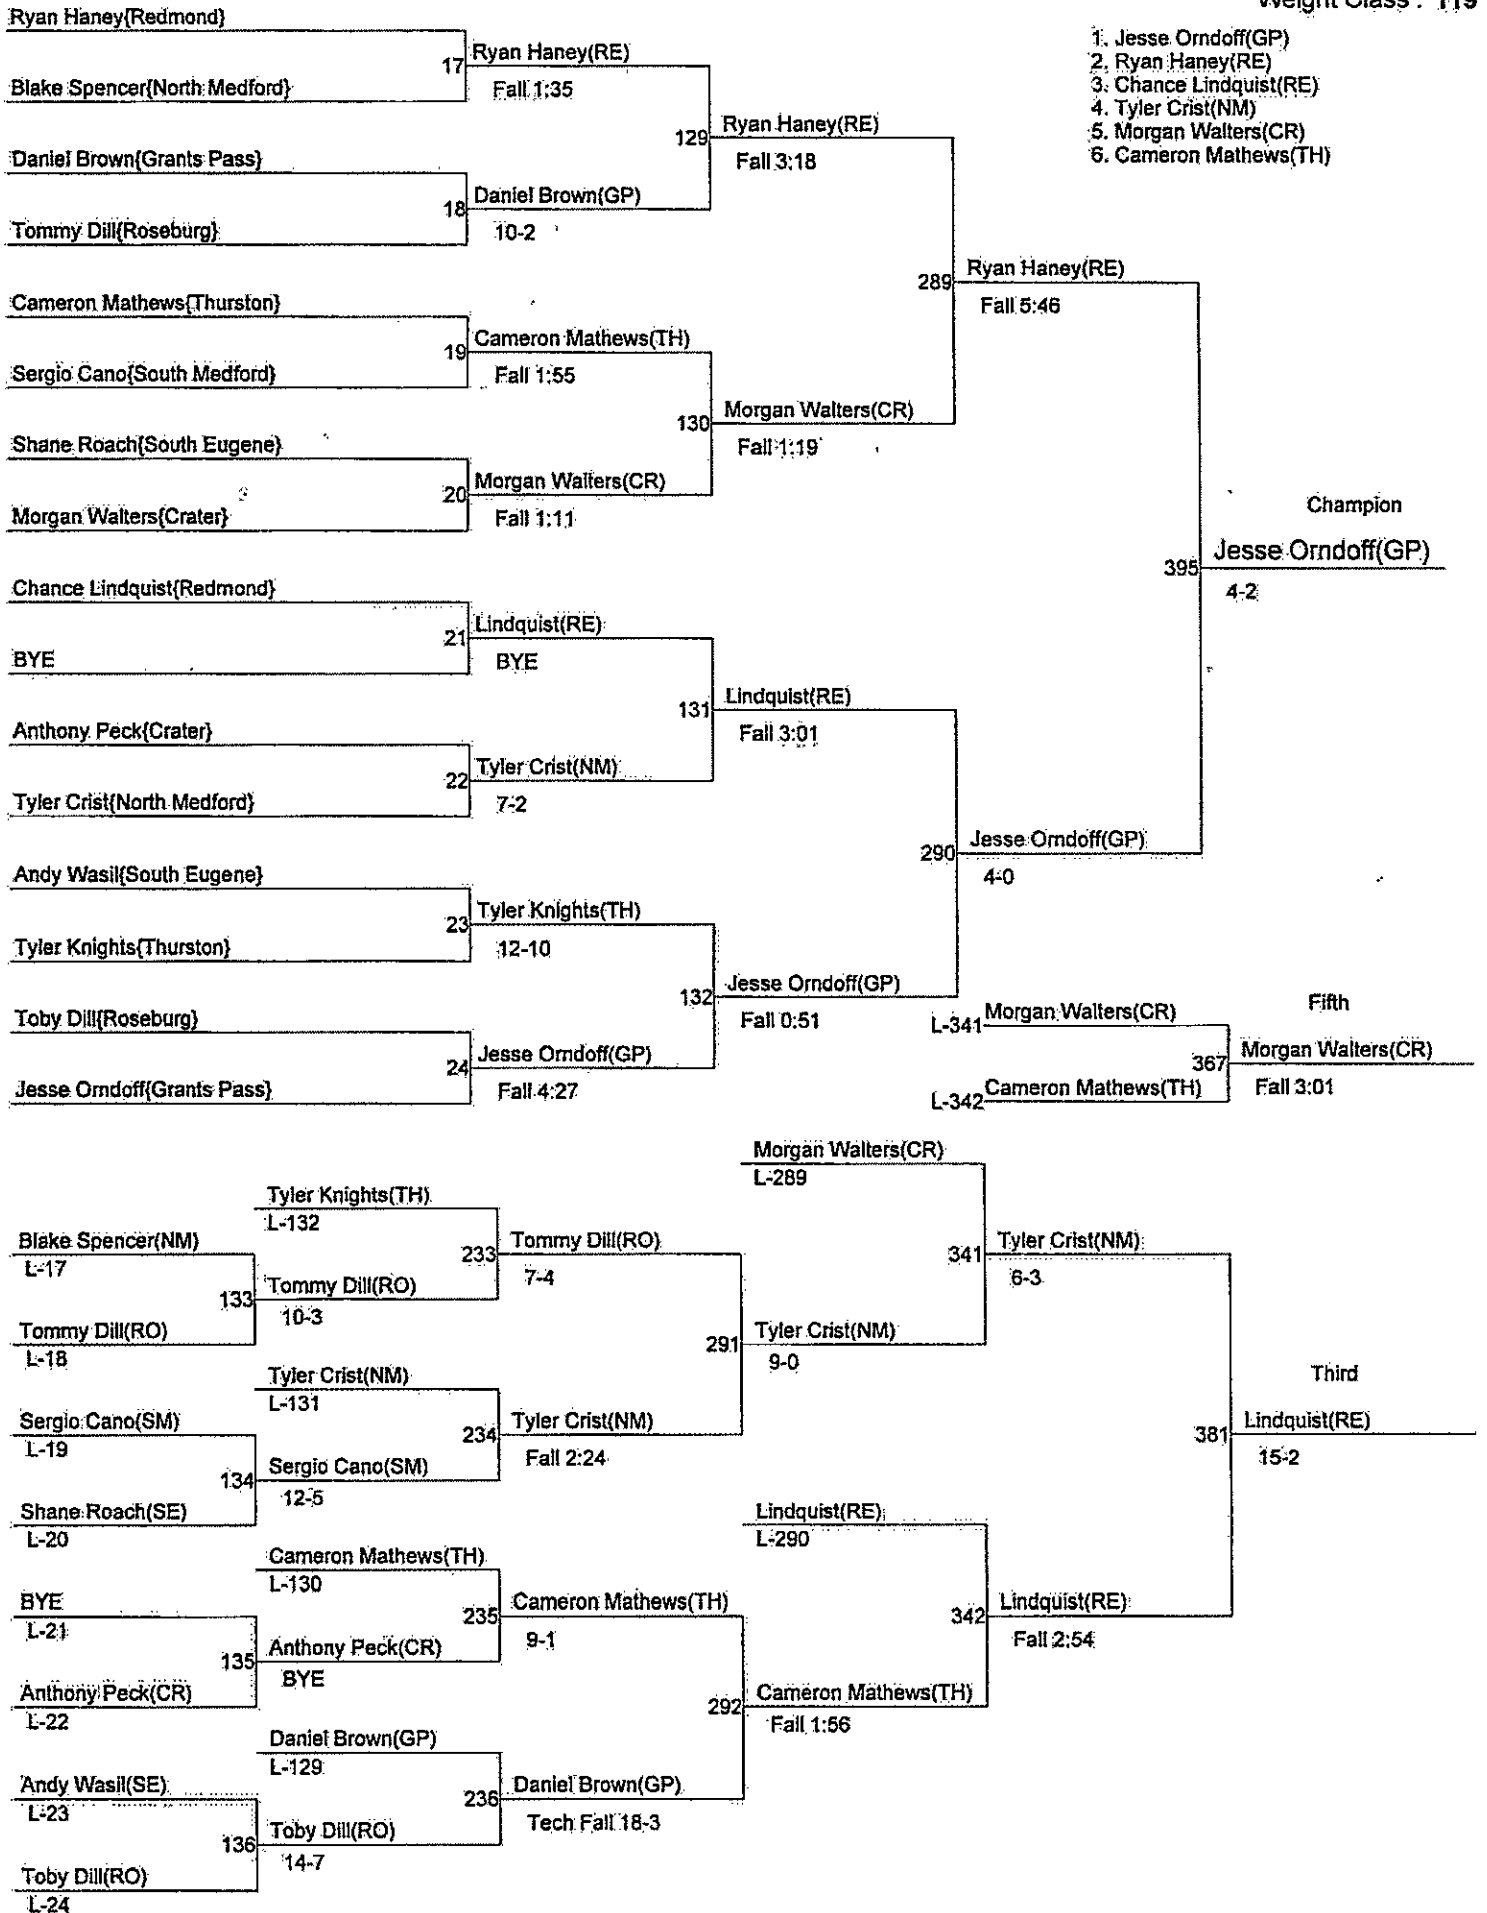 Weight Class : 119
1. Jesse Orndoff(GP)
2. Ryan Haney(RE)
3. Chance Lindquist(RE)
4. Tyler Crist(NM)
5. Morgan Walters(CR)
6. Cameron Mathews(TH)
Ryan Haney{Redmond}
17 Ryan Haney(RE)
Fall 1:35
Blake Spencer{North Medford}
129 Ryan Haney(RE)
Fall 3:18
Daniel Brown{Grants Pass}
18 Daniel Brown(GP)
10-2
Tommy Dill{Roseburg}
289 Ryan Haney(RE)
Fall 5:46
Cameron Mathews{Thurston}
19 Cameron Mathews(TH)
Fall 1:55
Sergio Cano{South Medford}
130 Morgan Walters(CR)
Fall 1:19
Shane Roach{South Eugene}
20 Morgan Walters(CR)
Fall 1:11
Morgan Walters{Crater}
Champion
395 Jesse Orndoff(GP)
4-2
Chance Lindquist{Redmond}
21 Lindquist(RE)
BYE
BYE
131 Lindquist(RE)
Fall 3:01
Anthony Peck{Crater}
22 Tyler Crist(NM)
7-2
Tyler Crist{North Medford}
290 Jesse Orndoff(GP)
4-0
Andy Wasil{South Eugene}
23 Tyler Knights(TH)
12-10
Tyler Knights{Thurston}
132 Jesse Orndoff(GP)
Fall 0:51
Toby Dill{Roseburg}
24 Jesse Orndoff(GP)
Fall 4:27
Jesse Orndoff{Grants Pass}
Fifth
L-341 Morgan Walters(CR)
367 Morgan Walters(CR)
Fall 3:01
L-342 Cameron Mathews(TH)
Morgan Walters(CR)
L-289
Tyler Knights(TH)
L-132
Blake Spencer(NM)
L-17
233 Tommy Dill(RO)
7-4
341 Tyler Crist(NM)
6-3
133 Tommy Dill(RO)
10-3
Tommy Dill(RO)
L-18
291 Tyler Crist(NM)
9-0
Tyler Crist(NM)
L-131
Third
Sergio Cano(SM)
L-19
234 Tyler Crist(NM)
Fall 2:24
381 Lindquist(RE)
15-2
134 Sergio Cano(SM)
12-5
Shane Roach(SE)
L-20
Lindquist(RE)
L-290
Cameron Mathews(TH)
L-130
BYE
L-21
235 Cameron Mathews(TH)
9-1
342 Lindquist(RE)
Fall 2:54
135 Anthony Peck(CR)
BYE
Anthony Peck(CR)
L-22
292 Cameron Mathews(TH)
Fall 1:56
Daniel Brown(GP)
L-129
Andy Wasil(SE)
L-23
236 Daniel Brown(GP)
Tech Fall 18-3
136 Toby Dill(RO)
14-7
Toby Dill(RO)
L-24